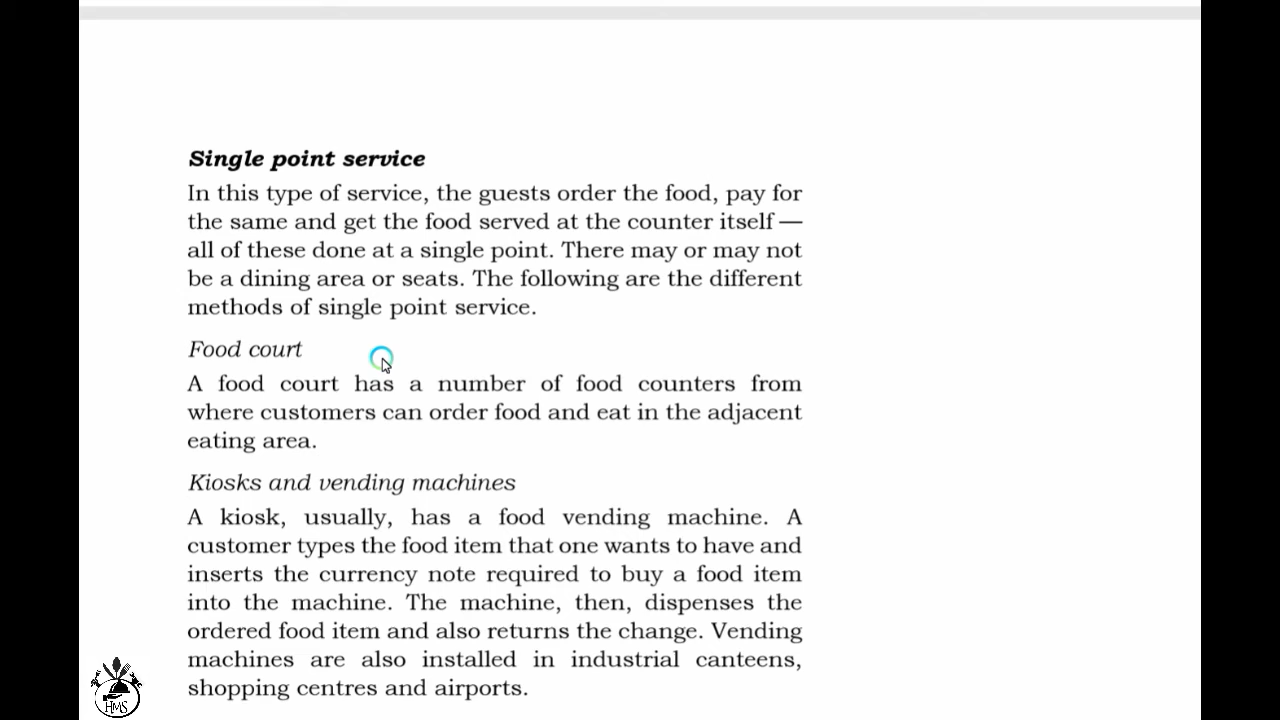 Single point service
In this type of service, the guests order the food, pay for
the same and get the food served at the counter itself —
all of these done at a single point. There may or may not
be a dining area or seats. The following are the different
methods of single point service.
Food court
A food court has a number of food counters from
where customers can order food and eat in the adjacent
eating area.
Kiosks and vending machines
A kiosk, usually, has a food vending machine. A
customer types the food item that one wants to have and
inserts the currency note required to buy a food item
into the machine. The machine, then, dispenses the
ordered food item and also returns the change. Vending
machines are also installed in industrial canteens,
shopping centres and airports.
HMS